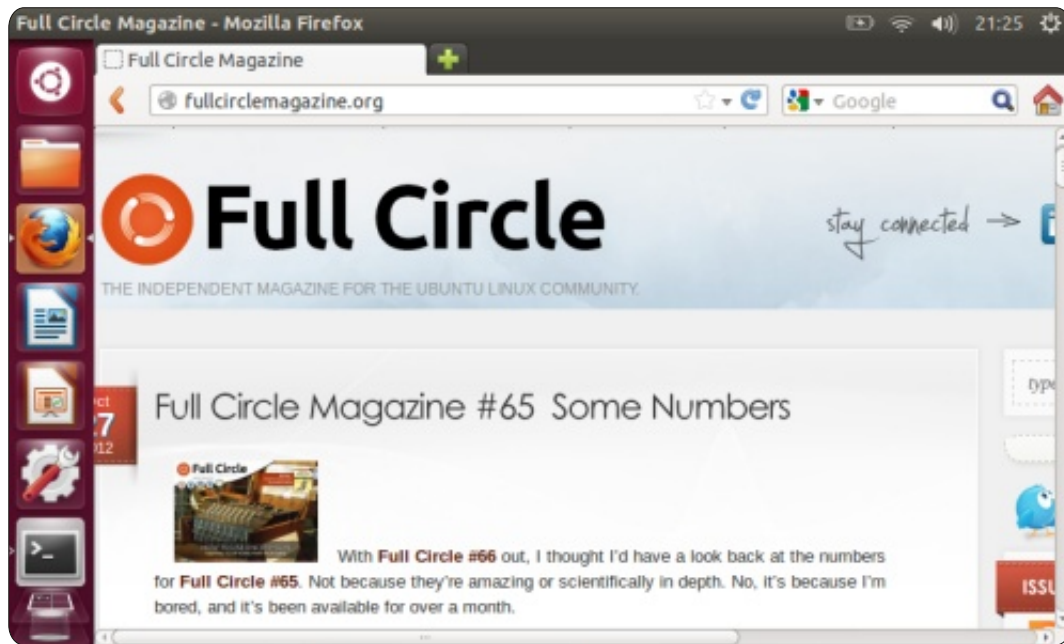 Full Circle Magazine - Mozilla Firefox
21:25
Full Circle Magazine
fullcirclemagazine.org
Google
Full Circle
stay connected
THE INDEPENDENT MAGAZINE FOR THE UBUNTU LINUX COMMUNITY.
Full Circle Magazine #65 Some Numbers
Full Circle
With Full Circle #66 out, I thought I'd have a look back at the numbers
for Full Circle #65. Not because they're amazing or scientifically in depth. No, it's because I'm
bored, and it's been available for over a month.